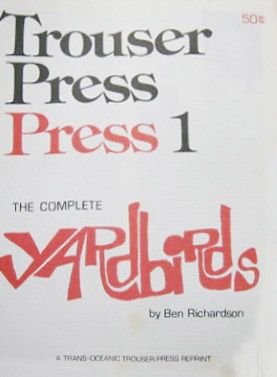 50¢
Trouser
Press
Press 1
THE COMPLETE
YARDbiRds
by Ben Richardson
A TRANS-OCEANIC TROUSER PRESS REPRINT